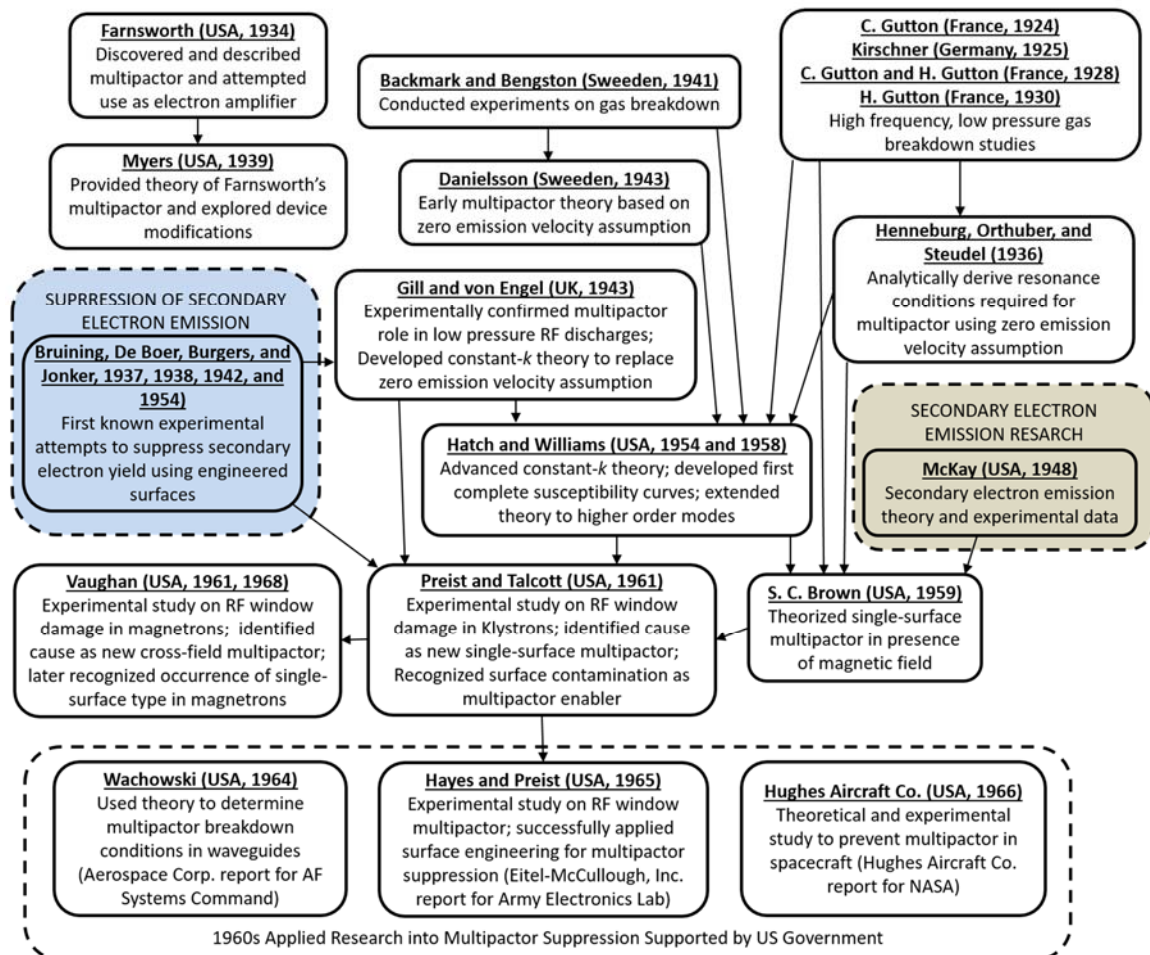 Farnsworth (USA, 1934)
Discovered and described
multipactor and attempted
use as electron amplifier
Myers (USA, 1939)
Provided theory of Farnsworth's
multipactor and explored device
modifications
Backmark and Bengston (Sweeden, 1941)
Conducted experiments on gas breakdown
Danielsson (Sweeden, 1943)
Early multipactor theory based on
zero emission velocity assumption
C. Gutton (France, 1924)
Kirschner (Germany, 1925)
C. Gutton and H. Gutton (France, 1928)
H. Gutton (France, 1930)
High frequency, low pressure gas
breakdown studies
Henneburg, Orthuber, and
Steudel (1936)
Analytically derive resonance
conditions required for
multipactor using zero emission
velocity assumption
SUPRRESSION OF SECONDARY
ELECTRON EMISSION
Bruining, De Boer, Burgers, and
Jonker, 1937, 1938, 1942, and
1954)
First known experimental
attempts to suppress secondary
electron yield using engineered
surfaces
Gill and von Engel (UK, 1943)
Experimentally confirmed multipactor
role in low pressure RF discharges;
Developed constant-k theory to replace
zero emission velocity assumption
Hatch and Williams (USA, 1954 and 1958)
Advanced constant-k theory; developed first
complete susceptibility curves; extended
theory to higher order modes
SECONDARY ELECTRON
EMISSION RESARCH
McKay (USA, 1948)
Secondary electron emission
theory and experimental data
Vaughan (USA, 1961, 1968)
Experimental study on RF window
damage in magnetrons; identified
cause as new cross-field multipactor;
later recognized occurrence of single-
surface type in magnetrons
Preist and Talcott (USA, 1961)
Experimental study on RF window
damage in Klystrons; identified cause
as new single-surface multipactor;
Recognized surface contamination as
multipactor enabler
S. C. Brown (USA, 1959)
Theorized single-surface
multipactor in presence
of magnetic field
Wachowski (USA, 1964)
Used theory to determine
multipactor breakdown
conditions in waveguides
(Aerospace Corp. report for AF
Systems Command)
Hayes and Preist (USA, 1965)
Experimental study on RF window
multipactor; successfully applied
surface engineering for multipactor
suppression (Eitel-McCullough, Inc.
report for Army Electronics Lab)
Hughes Aircraft Co. (USA, 1966)
Theoretical and experimental
study to prevent multipactor in
spacecraft (Hughes Aircraft Co.
report for NASA)
1960s Applied Research into Multipactor Suppression Supported by US Government